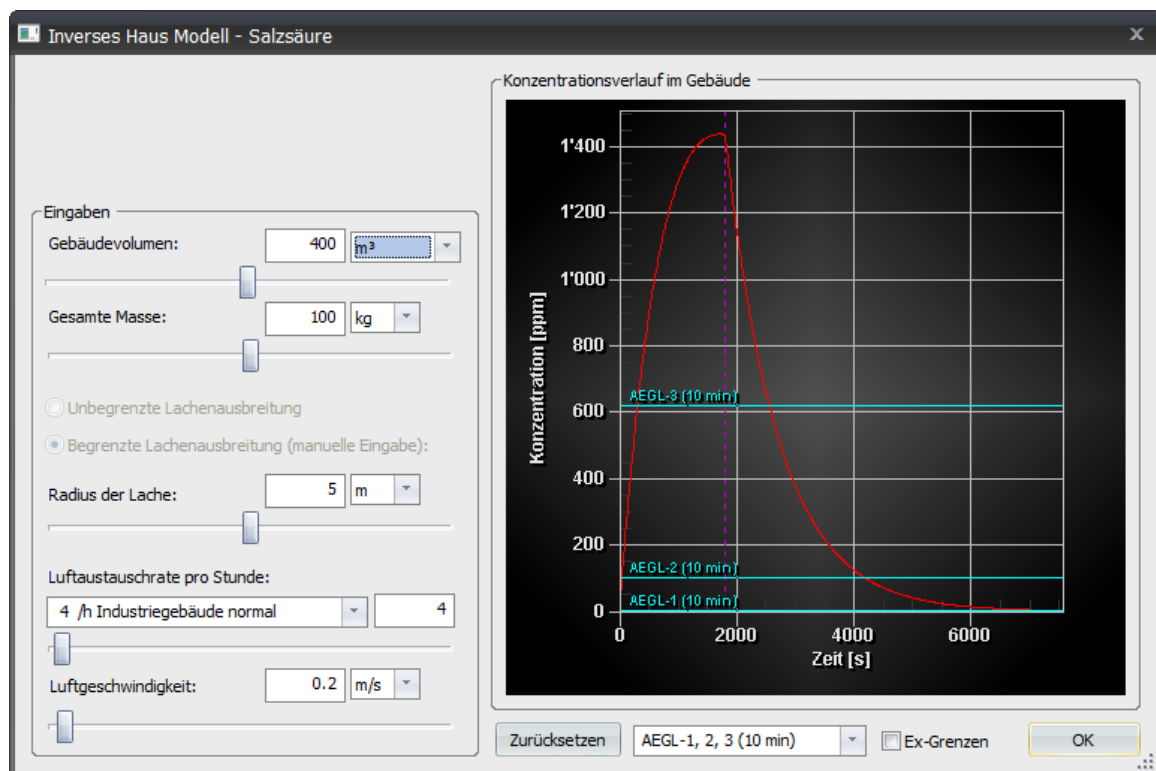 Inverses Haus Modell - Salzsäure
x
Eingaben
Gebäudevolumen:
400
m³
Gesamte Masse:
100
kg
Unbegrenzte Lachenausbreitung
Begrenzte Lachenausbreitung (manuelle Eingabe):
Radius der Lache:
5
m
Luftaustauschrate pro Stunde:
4 /h Industriegebäude normal
4
Luftgeschwindigkeit:
0.2
m/s
Konzentrationsverlauf im Gebäude
Konzentration [ppm]
1'400
1'200
1'000
800
600
400
200
0
AEGL-3 (10 min)
AEGL-2 (10 min)
AEGL-1 (10 min)
0
2000
4000
6000
Zeit [s]
Zurücksetzen
AEGL-1, 2, 3 (10 min)
Ex-Grenzen
OK